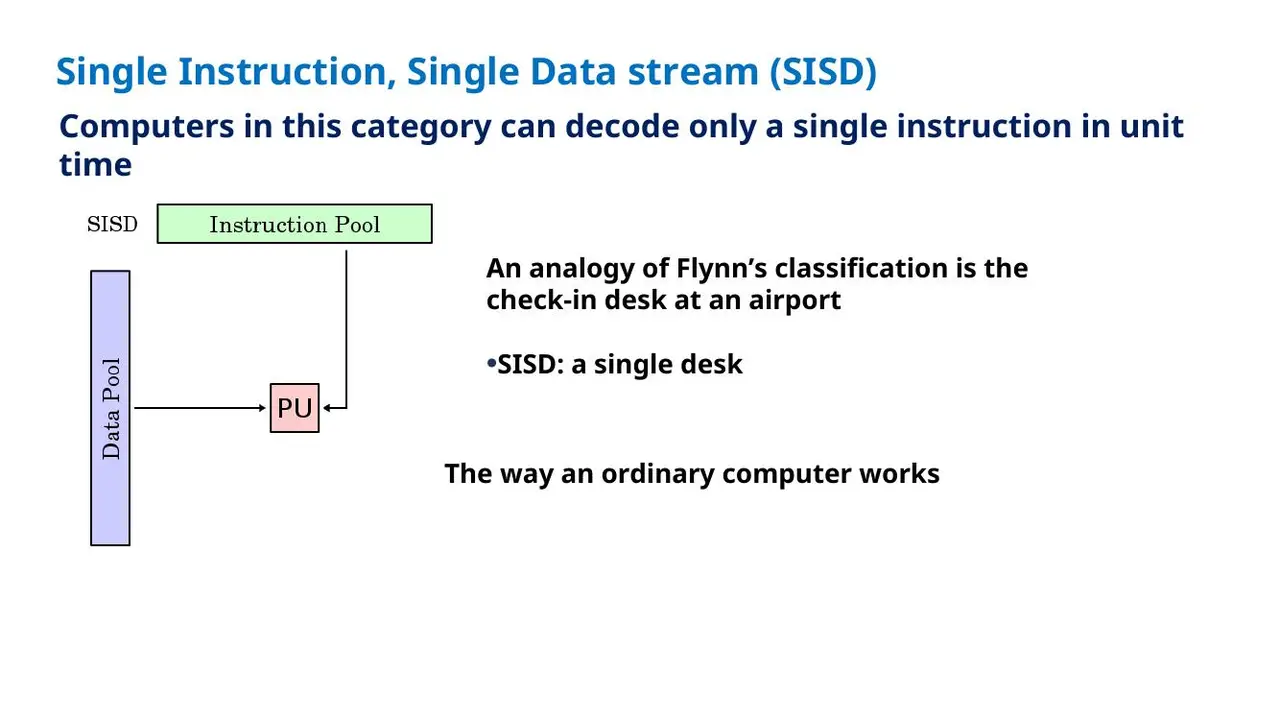 Single Instruction, Single Data stream (SISD)
Computers in this category can decode only a single instruction in unit
time
SISD
Instruction Pool
Data Pool
PU
An analogy of Flynn’s classification is the
check-in desk at an airport
•SISD: a single desk
The way an ordinary computer works